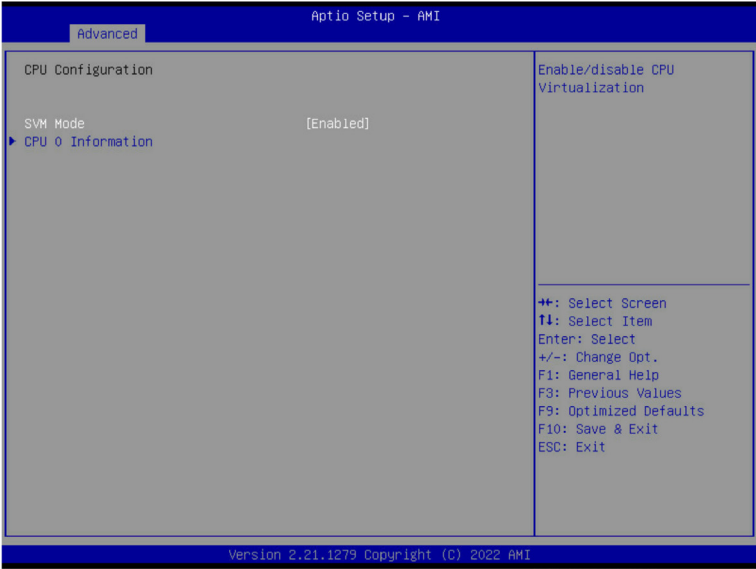 Aptio Setup – AMI
Advanced
CPU Configuration
SVM Mode [Enabled]
CPU 0 Information
Enable/disable CPU
Virtualization
→←: Select Screen
↑↓: Select Item
Enter: Select
+/-: Change Opt.
F1: General Help
F3: Previous Values
F9: Optimized Defaults
F10: Save & Exit
ESC: Exit
Version 2.21.1279 Copyright (C) 2022 AMI